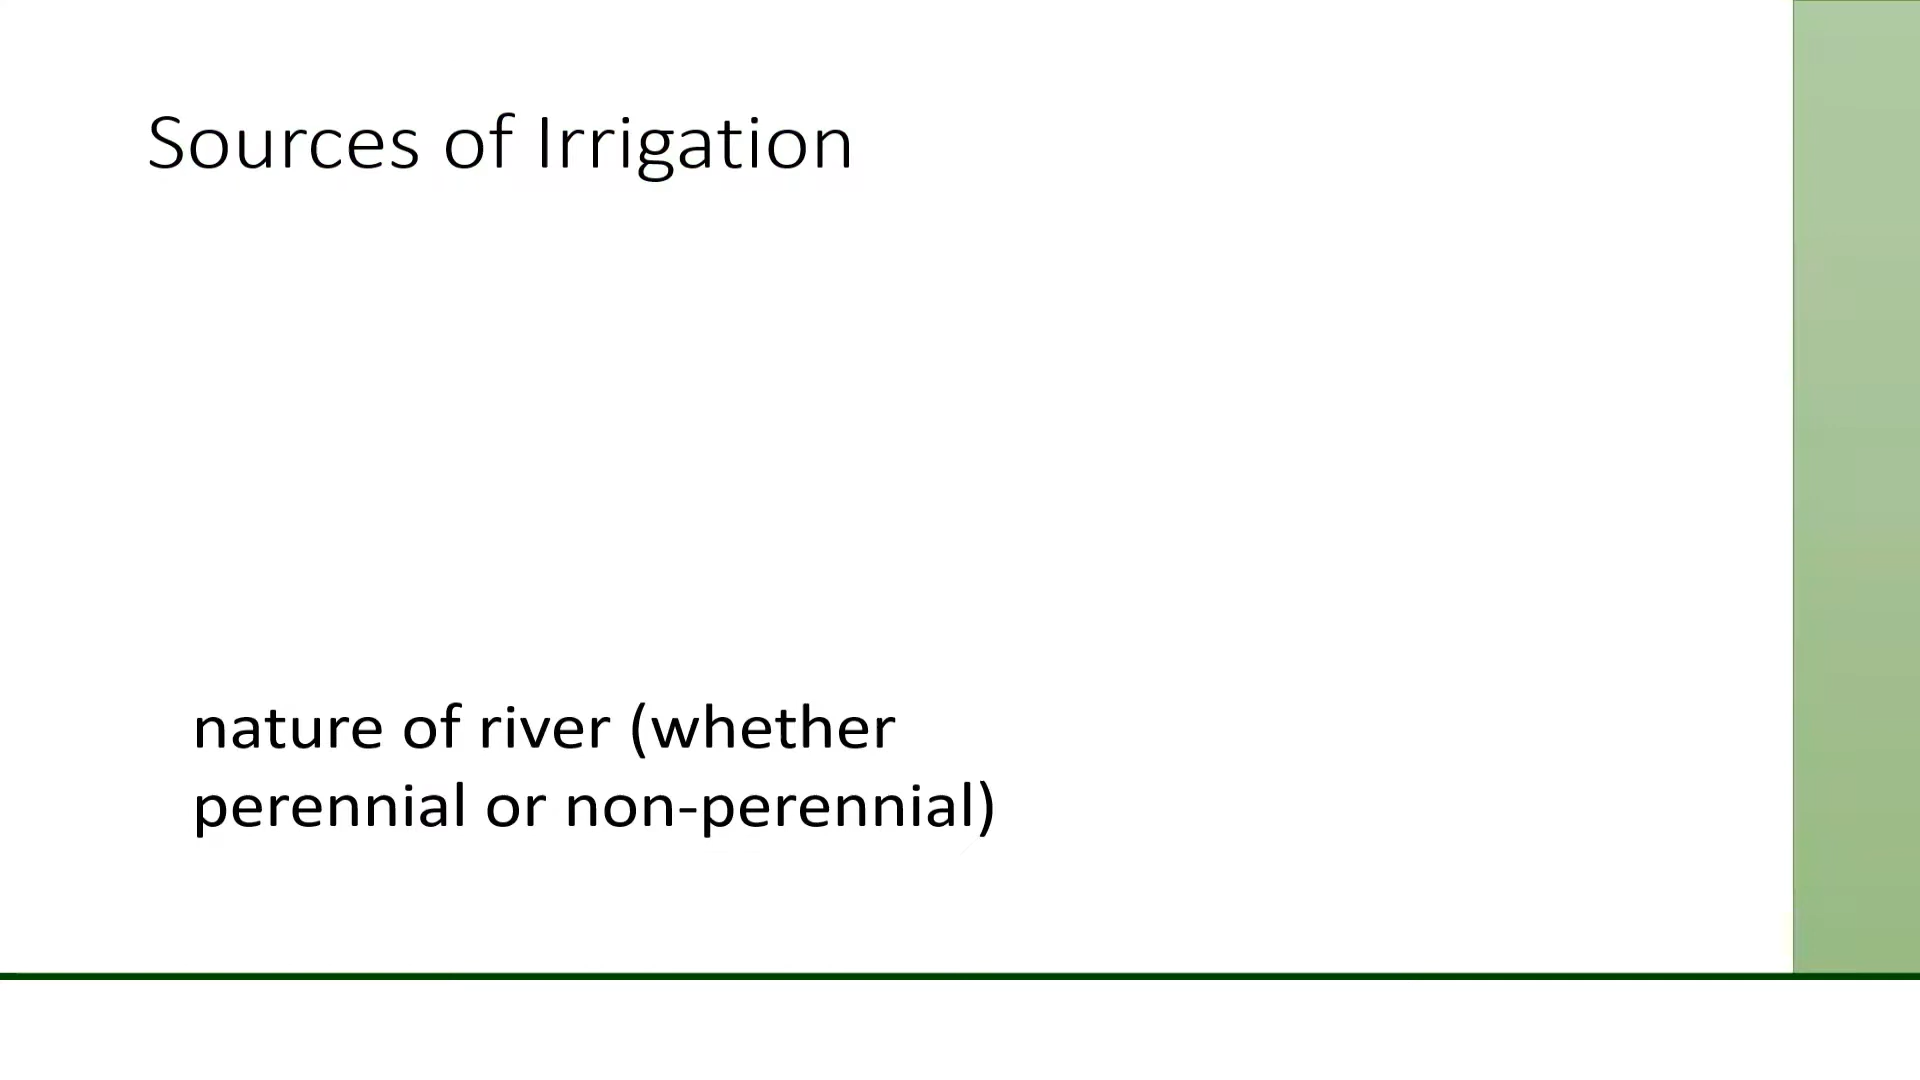 Sources of Irrigation
nature of river (whether
perennial or non-perennial)